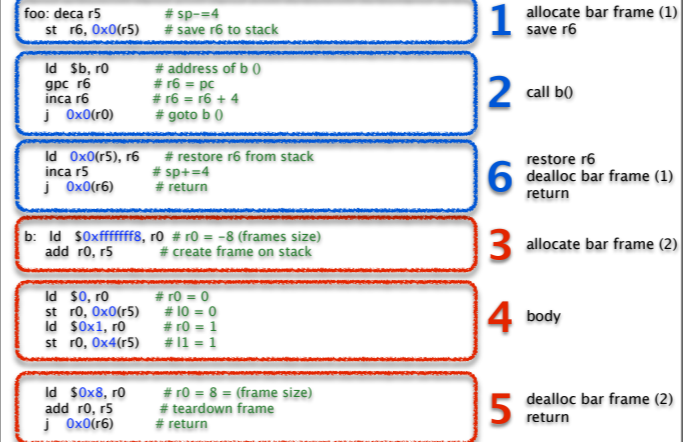 foo: deca r5 # sp-=4
st r6, 0x0(r5) # save r6 to stack
1
allocate bar frame (1)
save r6
ld $b, r0 # address of b ()
gpc r6 # r6 = pc
inca r6 # r6 = r6 + 4
j 0x0(r0) # goto b ()
2
call b()
ld 0x0(r5), r6 # restore r6 from stack
inca r5 # sp+=4
j 0x0(r6) # return
6
restore r6
dealloc bar frame (1)
return
b: ld $0xfffffff8, r0 # r0 = -8 (frames size)
add r0, r5 # create frame on stack
3
allocate bar frame (2)
ld $0, r0 # r0 = 0
st r0, 0x0(r5) # l0 = 0
ld $0x1, r0 # r0 = 1
st r0, 0x4(r5) # l1 = 1
4
body
ld $0x8, r0 # r0 = 8 = (frame size)
add r0, r5 # teardown frame
j 0x0(r6) # return
5
dealloc bar frame (2)
return